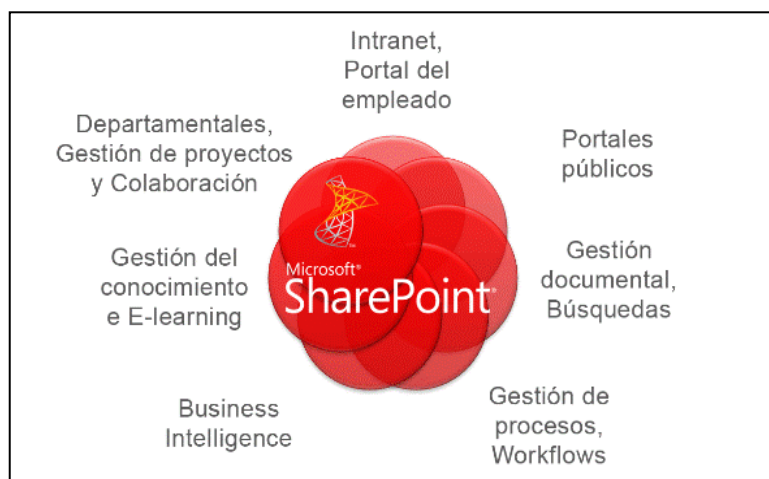 Intranet,
Portal del
empleado
Departamentales,
Gestión de proyectos
y Colaboración
Portales
públicos
Microsoft®
SharePoint®
Gestión del
conocimiento
e E-learning
Gestión
documental,
Búsquedas
Business
Intelligence
Gestión de
procesos,
Workflows